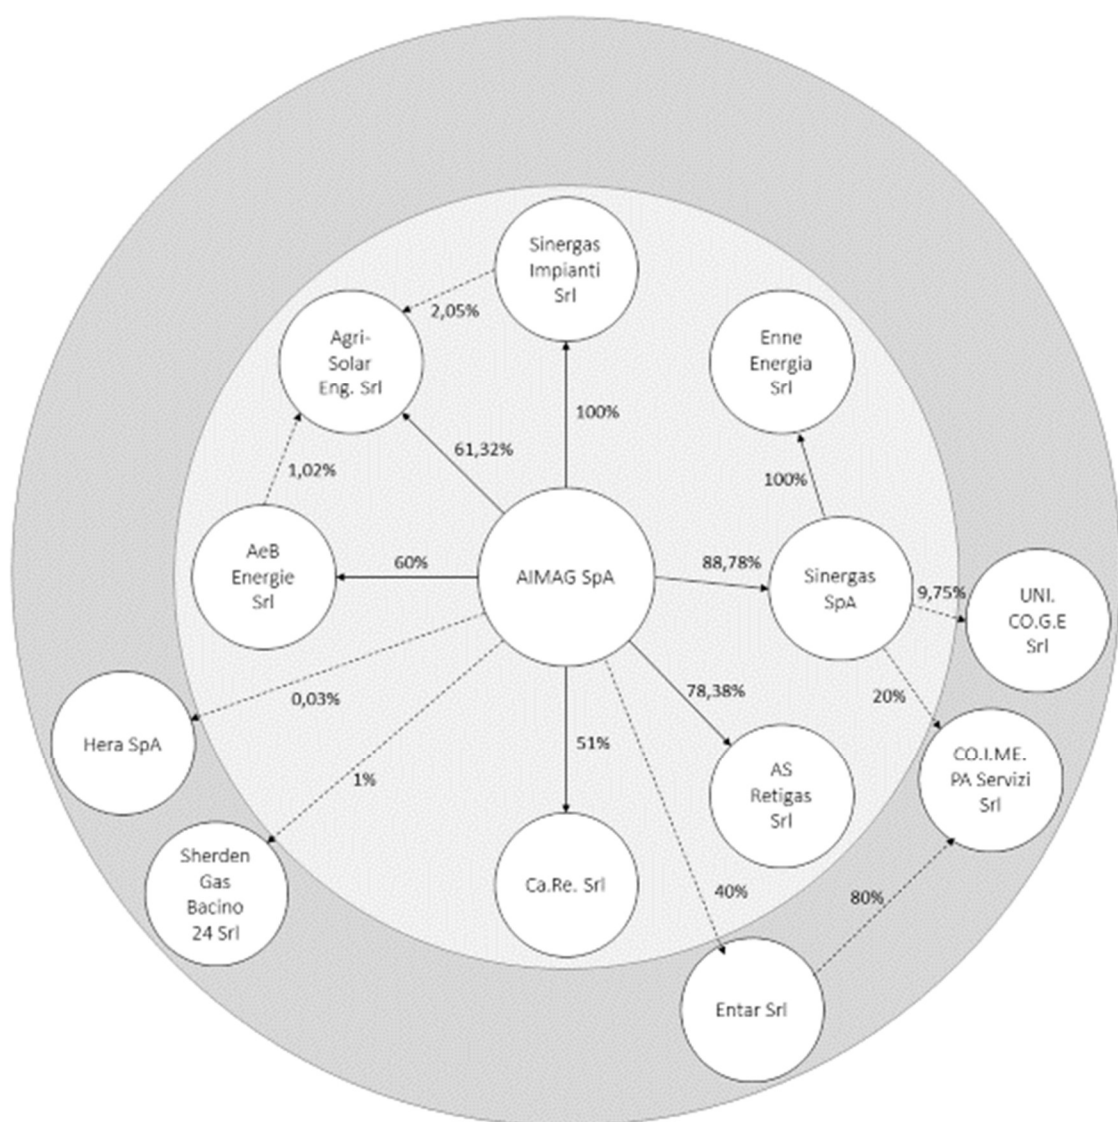 Sinergas
Impianti
Srl
2,05%
Agri-
Solar
Eng. Srl
Enne
Energia
Srl
100%
61,32%
1,02%
100%
AeB
Energie
Srl
60%
AIMAG SpA
88,78%
Sinergas
SpA
9,75%
UNI.
CO.G.E
Srl
0,03%
78,38%
20%
Hera SpA
51%
1%
CO.I.ME.
PA Servizi
Srl
AS
Retigas
Srl
Sherden
Gas
Bacino
24 Srl
Ca.Re. Srl
40%
80%
Entar Srl